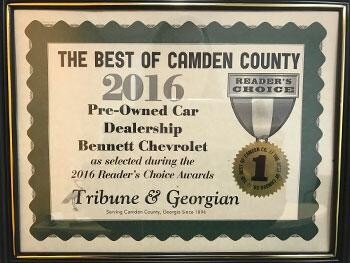 THE BEST OF CAMDEN COUNTY
2016
READER'S
CHOICE
Pre-Owned Car
Dealership
Bennett Chevrolet
as selected during the
2016 Reader's Choice Awards
1
Tribune & Georgian
Serving Camden County, Georgia Since 1894